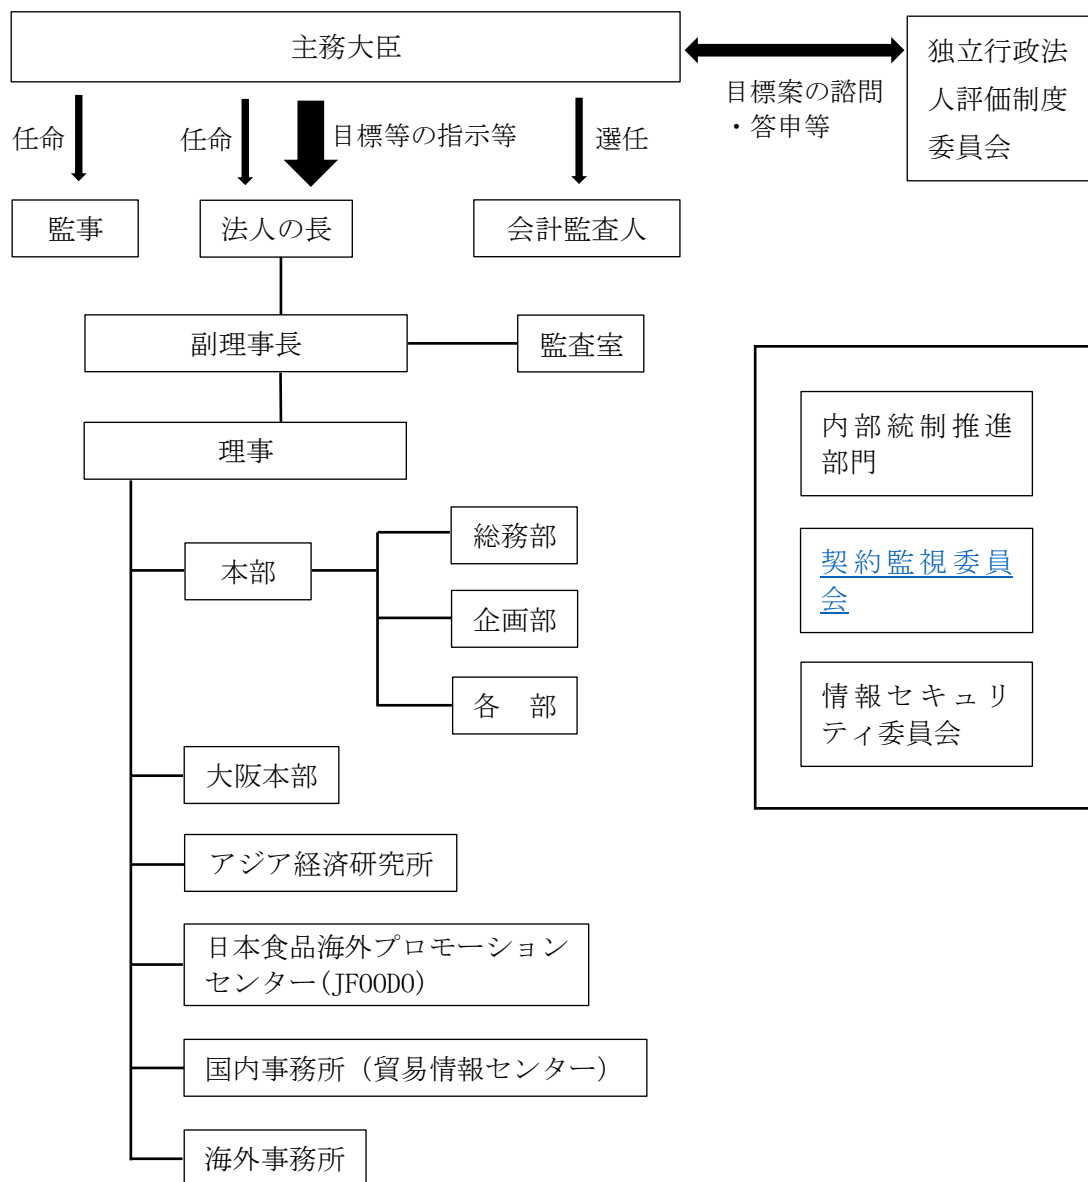 主務大臣
独立行政法
人評価制度
委員会
目標案の諮問
・答申等
任命
任命
目標等の指示等
選任
監事
法人の長
会計監査人
副理事長
監査室
理事
内部統制推進
部門
契約監視委員
会
情報セキュリ
ティ委員会
本部
総務部
企画部
各　部
大阪本部
アジア経済研究所
日本食品海外プロモーション
センター(JFOODO)
国内事務所（貿易情報センター）
海外事務所